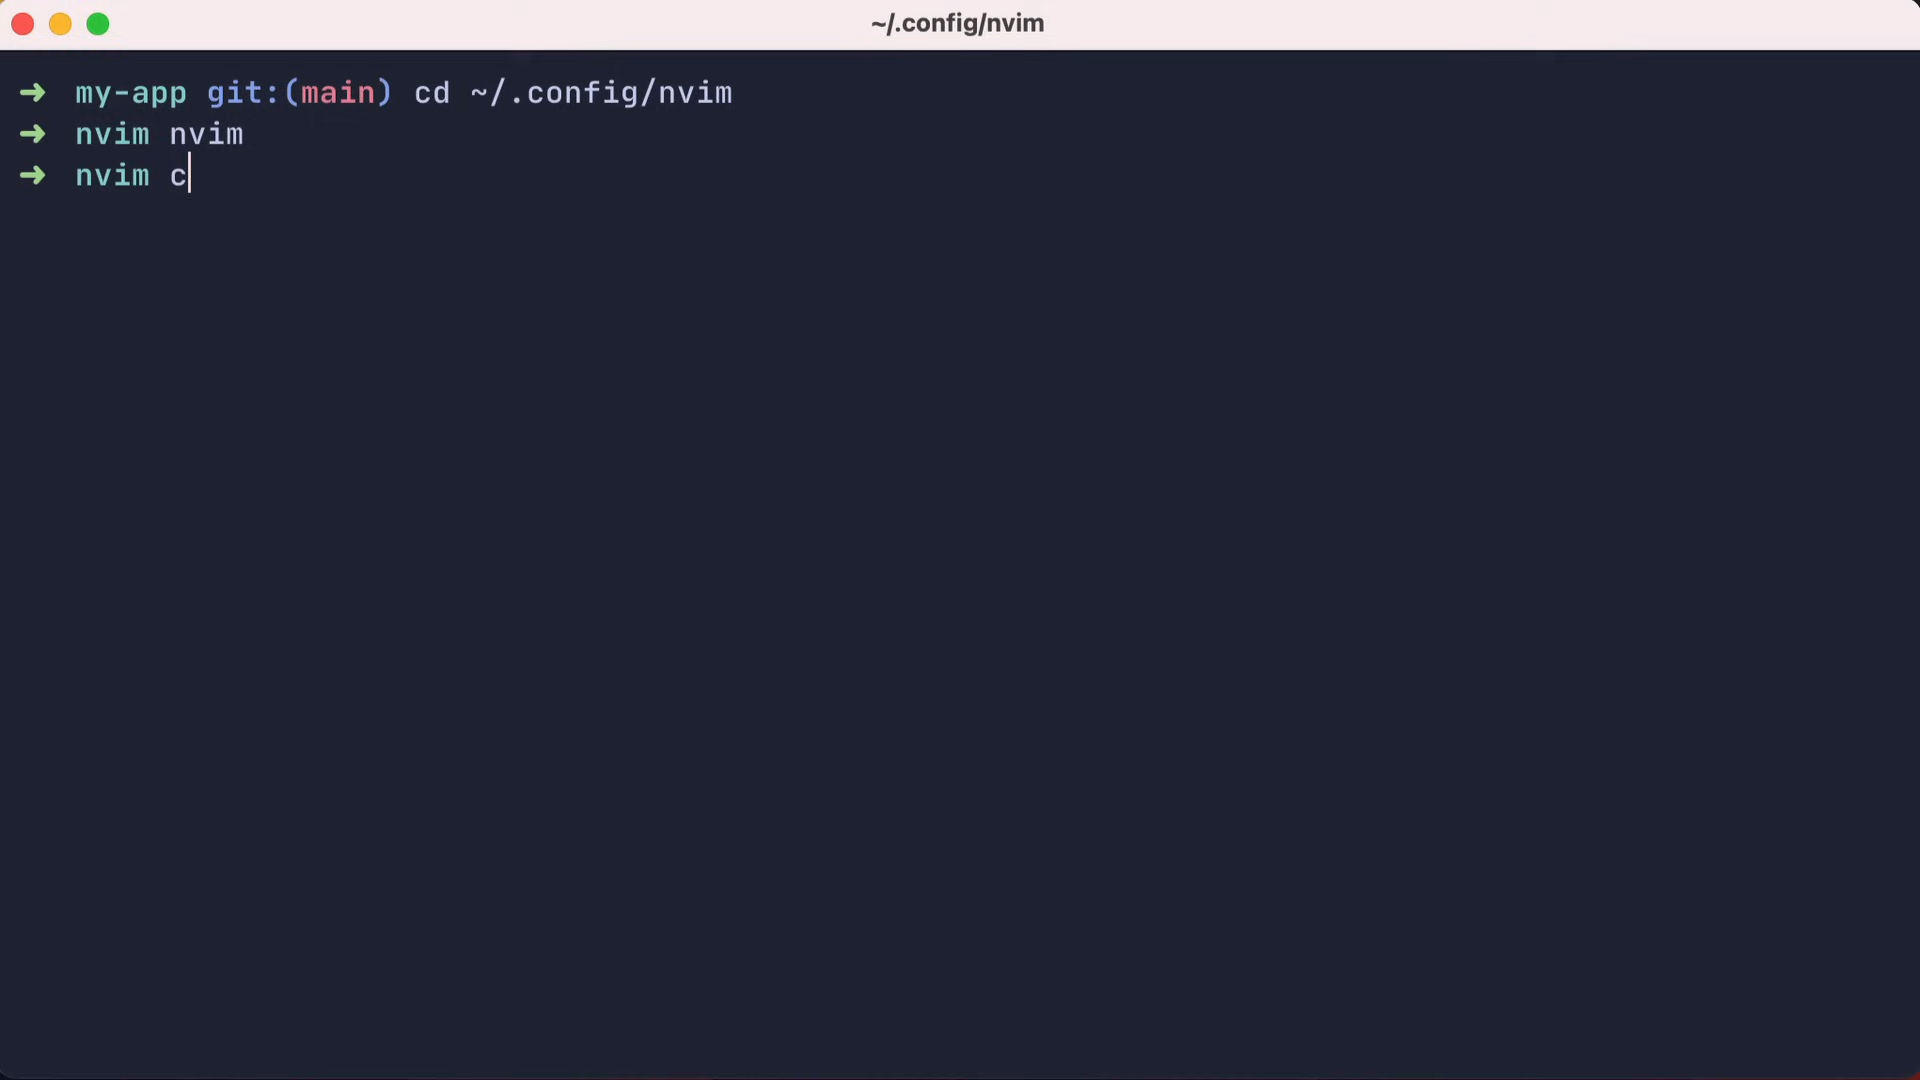 ~/.config/nvim
➜ my-app git:(main) cd ~/.config/nvim
➜ nvim nvim
➜ nvim c